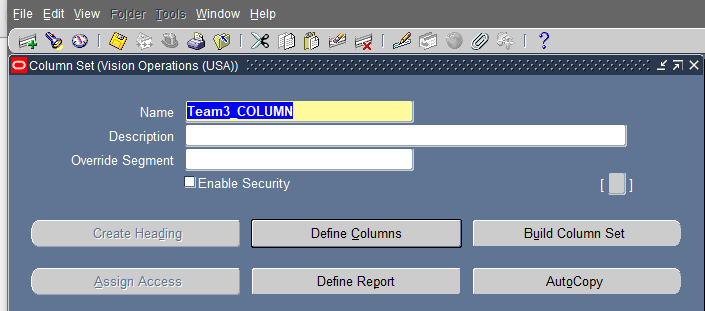 File Edit View Folder Tools Window Help
Column Set (Vision Operations (USA))
Name Team3_COLUMN
Description
Override Segment
Enable Security [ ]
Create Heading Define Columns Build Column Set
Assign Access Define Report AutoCopy